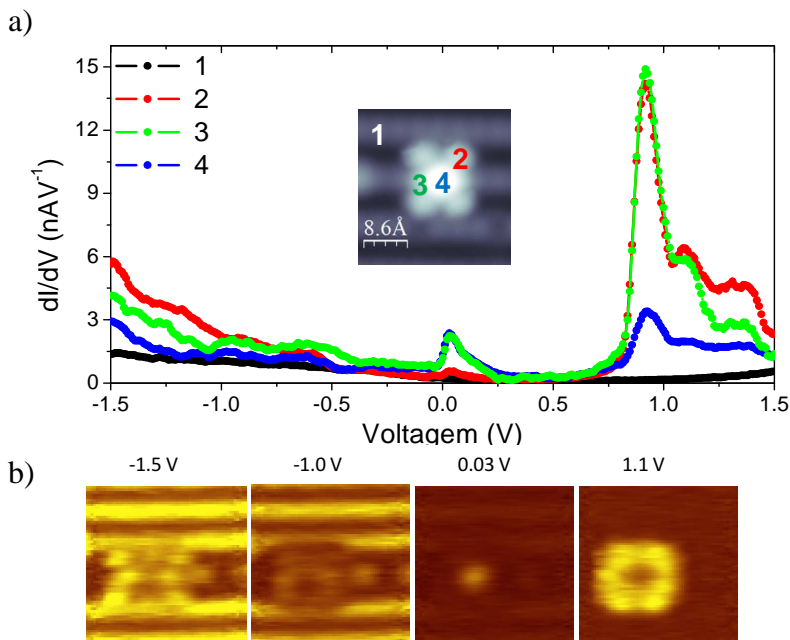 a)
15
12
9
6
3
0
dI/dV (nAV⁻¹)
1
2
3
4
1
2
3
4
8.6Å
-1.5
-1.0
-0.5
0.0
0.5
1.0
1.5
Voltagem (V)
b)
-1.5 V
-1.0 V
0.03 V
1.1 V